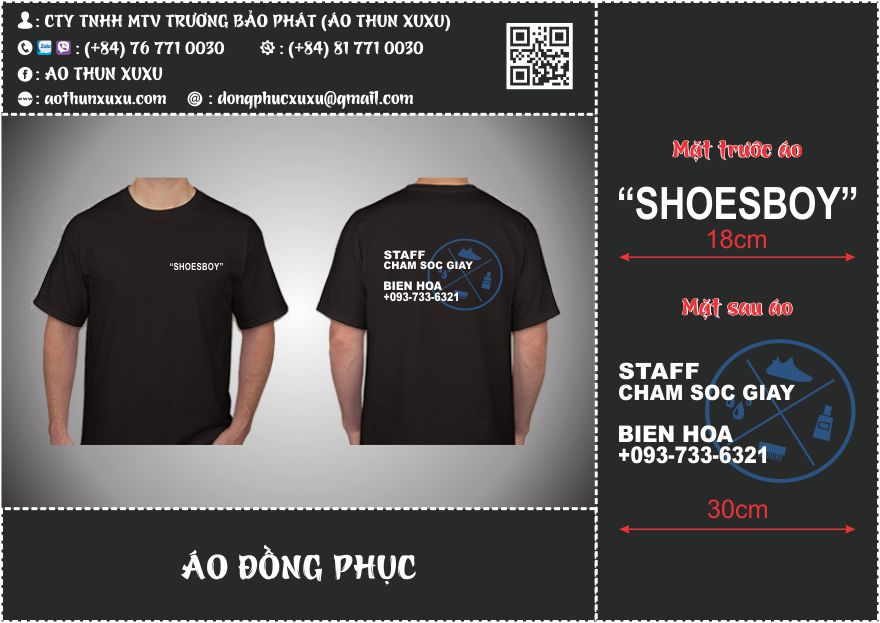 : CTY TNHH MTV TRƯƠNG BẢO PHÁT (ÁO THUN XUXU)
Zalo : (+84) 76 771 0030 : (+84) 81 771 0030
: AO THUN XUXU
www : aothunxuxu.com @ : dongphucxuxu@gmail.com
"SHOESBOY"
STAFF
CHAM SOC GIAY
BIEN HOA
+093-733-6321
Mặt trước áo
"SHOESBOY"
18cm
Mặt sau áo
STAFF
CHAM SOC GIAY
BIEN HOA
+093-733-6321
30cm
ÁO ĐỒNG PHỤC